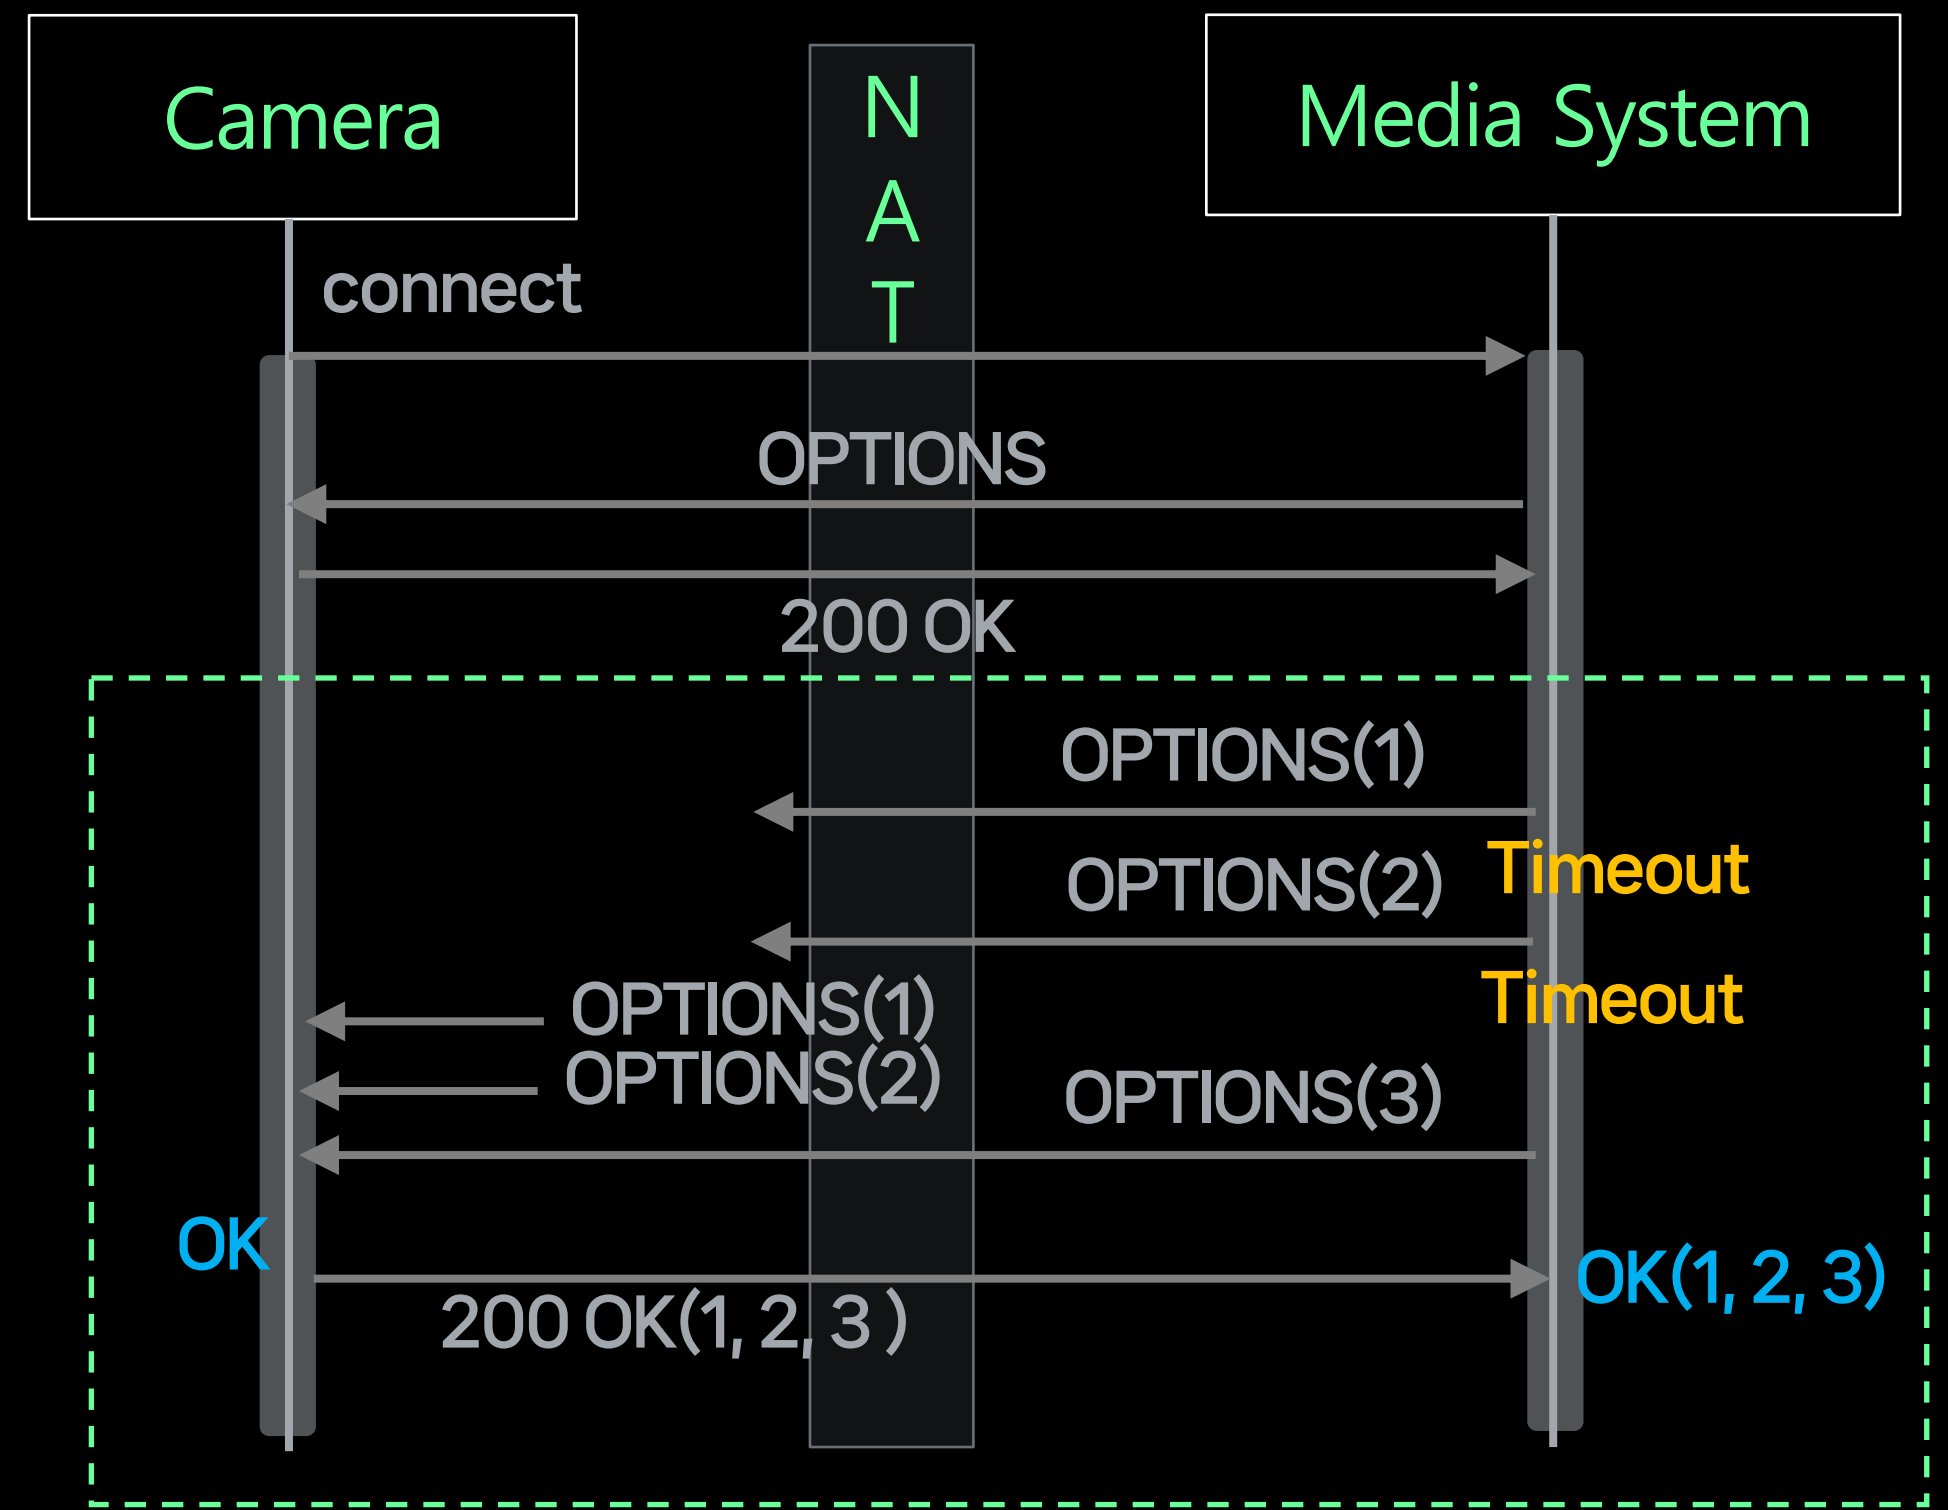 Camera
N
A
T
Media System
connect
OPTIONS
200 OK
OPTIONS(1)
Timeout
OPTIONS(2)
Timeout
OPTIONS(1)
OPTIONS(2)
OPTIONS(3)
OK
OK(1, 2, 3)
200 OK(1, 2, 3 )